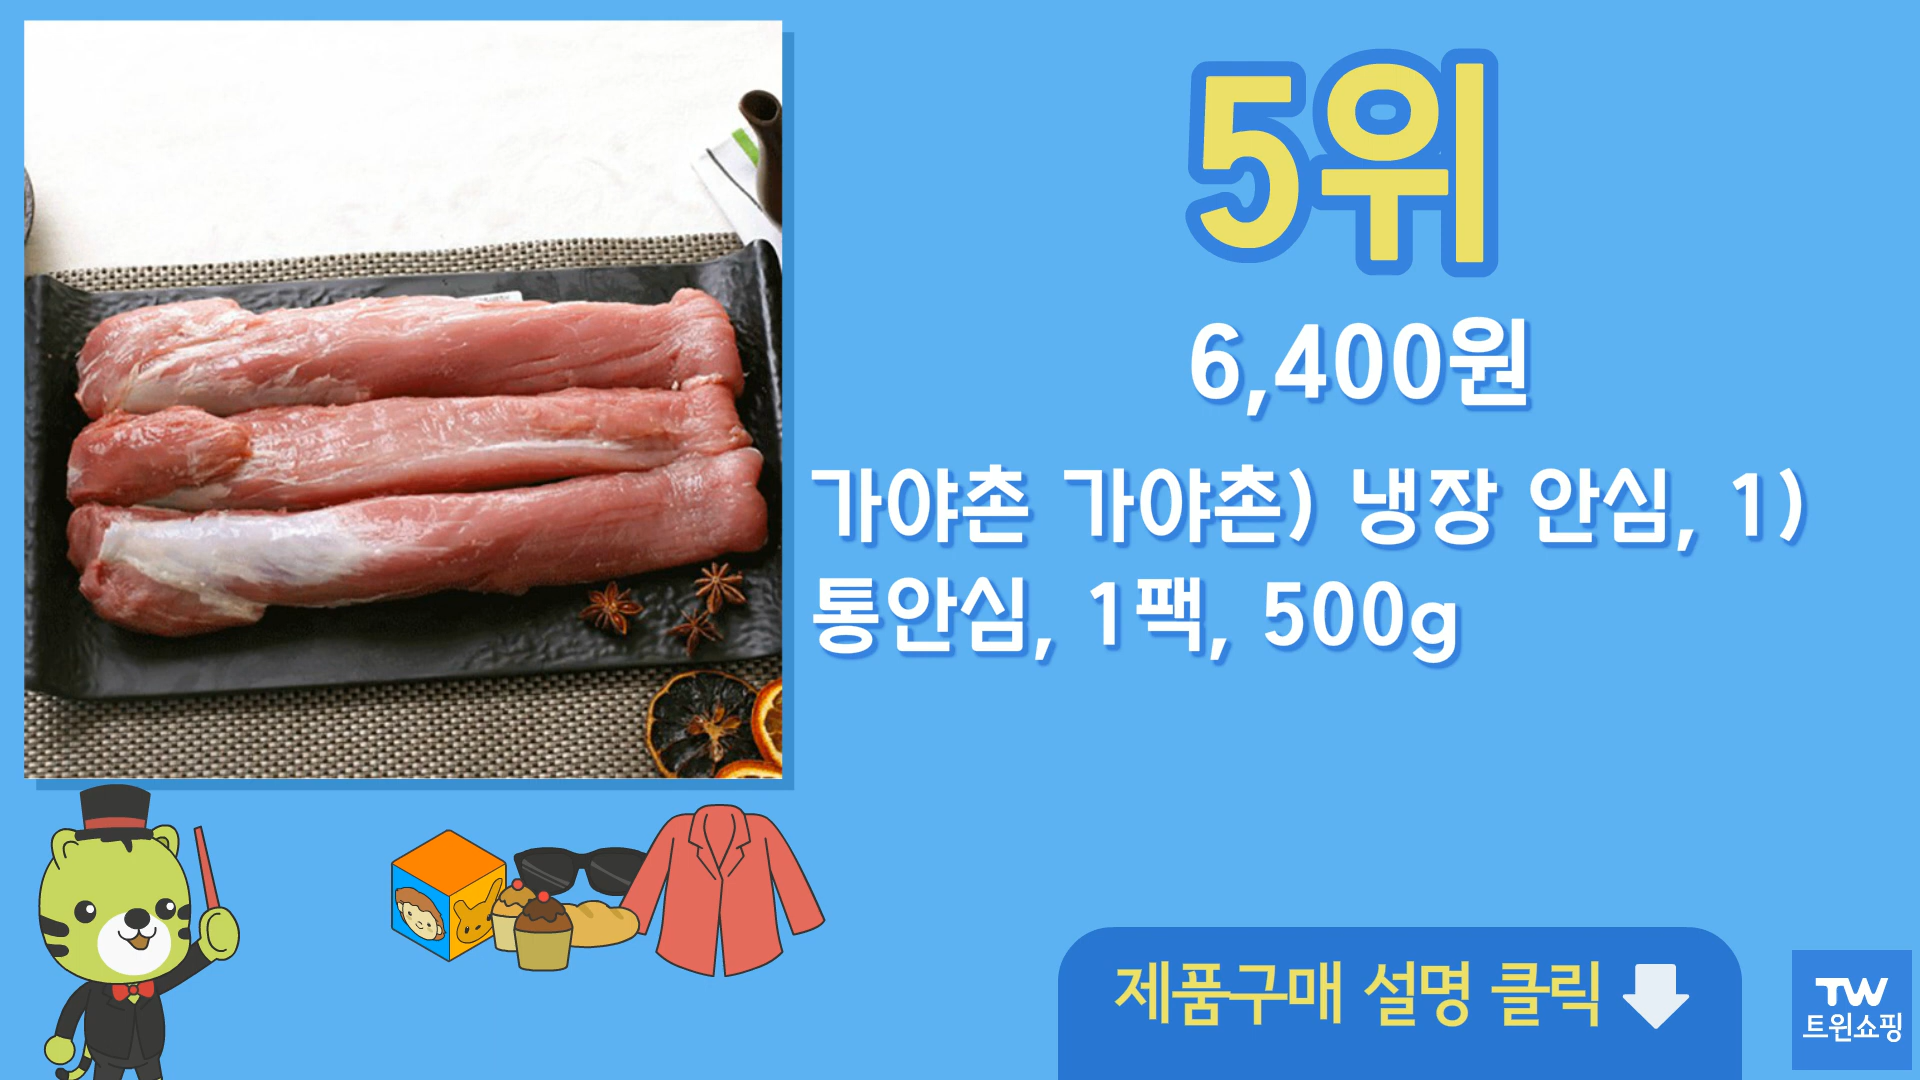 5위
6,400원
가야촌 가야촌) 냉장 안심, 1)
통안심, 1팩, 500g
제품구매 설명 클릭
TW
트윈쇼핑